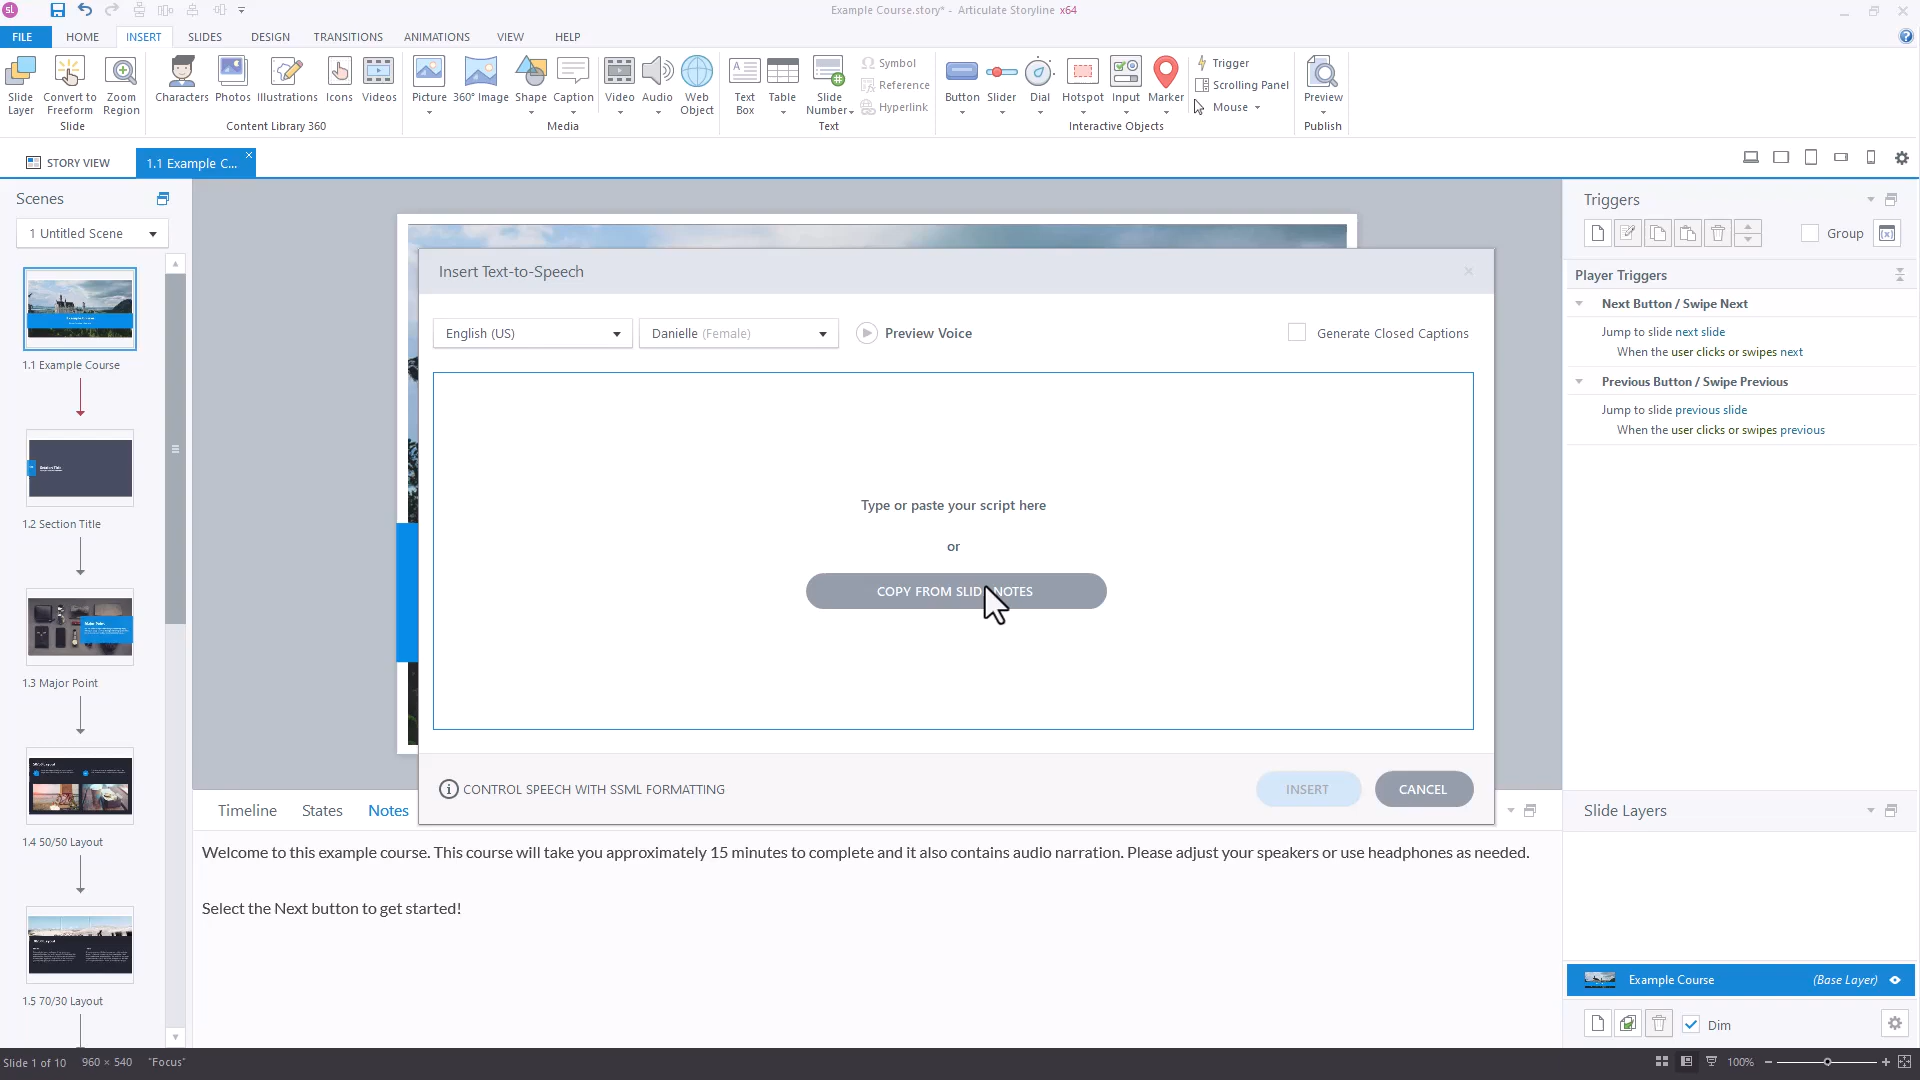 sl
Example Course.story* - Articulate Storyline x64
FILE HOME INSERT SLIDES DESIGN TRANSITIONS ANIMATIONS VIEW HELP
Slide Layer
Convert to Freeform
Zoom Region
Slide
Characters Photos Illustrations Icons Videos
Content Library 360
Picture 360° Image Shape Caption Video Audio Web Object
Media
Text Box
Table
Slide Number
Symbol
Reference
Hyperlink
Text
Button Slider Dial Hotspot Input Marker
Trigger
Scrolling Panel
Mouse
Interactive Objects
Preview
Publish
STORY VIEW
1.1 Example C...
Scenes
1 Untitled Scene
1.1 Example Course
1.2 Section Title
1.3 Major Point
1.4 50/50 Layout
1.5 70/30 Layout
Insert Text-to-Speech
English (US)
Danielle (Female)
Preview Voice
Generate Closed Captions
Type or paste your script here
or
COPY FROM SLID NOTES
CONTROL SPEECH WITH SSML FORMATTING
INSERT
CANCEL
Timeline States Notes
Welcome to this example course. This course will take you approximately 15 minutes to complete and it also contains audio narration. Please adjust your speakers or use headphones as needed.
Select the Next button to get started!
Triggers
Group
Player Triggers
Next Button / Swipe Next
Jump to slide next slide
When the user clicks or swipes next
Previous Button / Swipe Previous
Jump to slide previous slide
When the user clicks or swipes previous
Slide Layers
Example Course (Base Layer)
Dim
Slide 1 of 10 960 × 540 "Focus"
100%